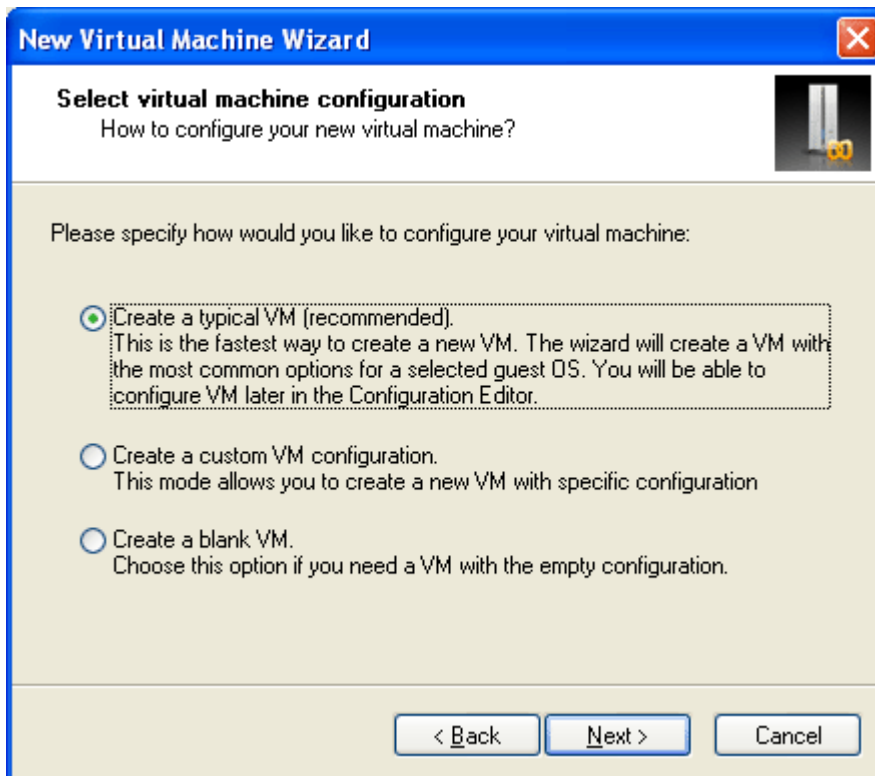 New Virtual Machine Wizard
Select virtual machine configuration
How to configure your new virtual machine?
Please specify how would you like to configure your virtual machine:
Create a typical VM (recommended).
This is the fastest way to create a new VM. The wizard will create a VM with
the most common options for a selected guest OS. You will be able to
configure VM later in the Configuration Editor.
Create a custom VM configuration.
This mode allows you to create a new VM with specific configuration
Create a blank VM.
Choose this option if you need a VM with the empty configuration.
< Back Next > Cancel